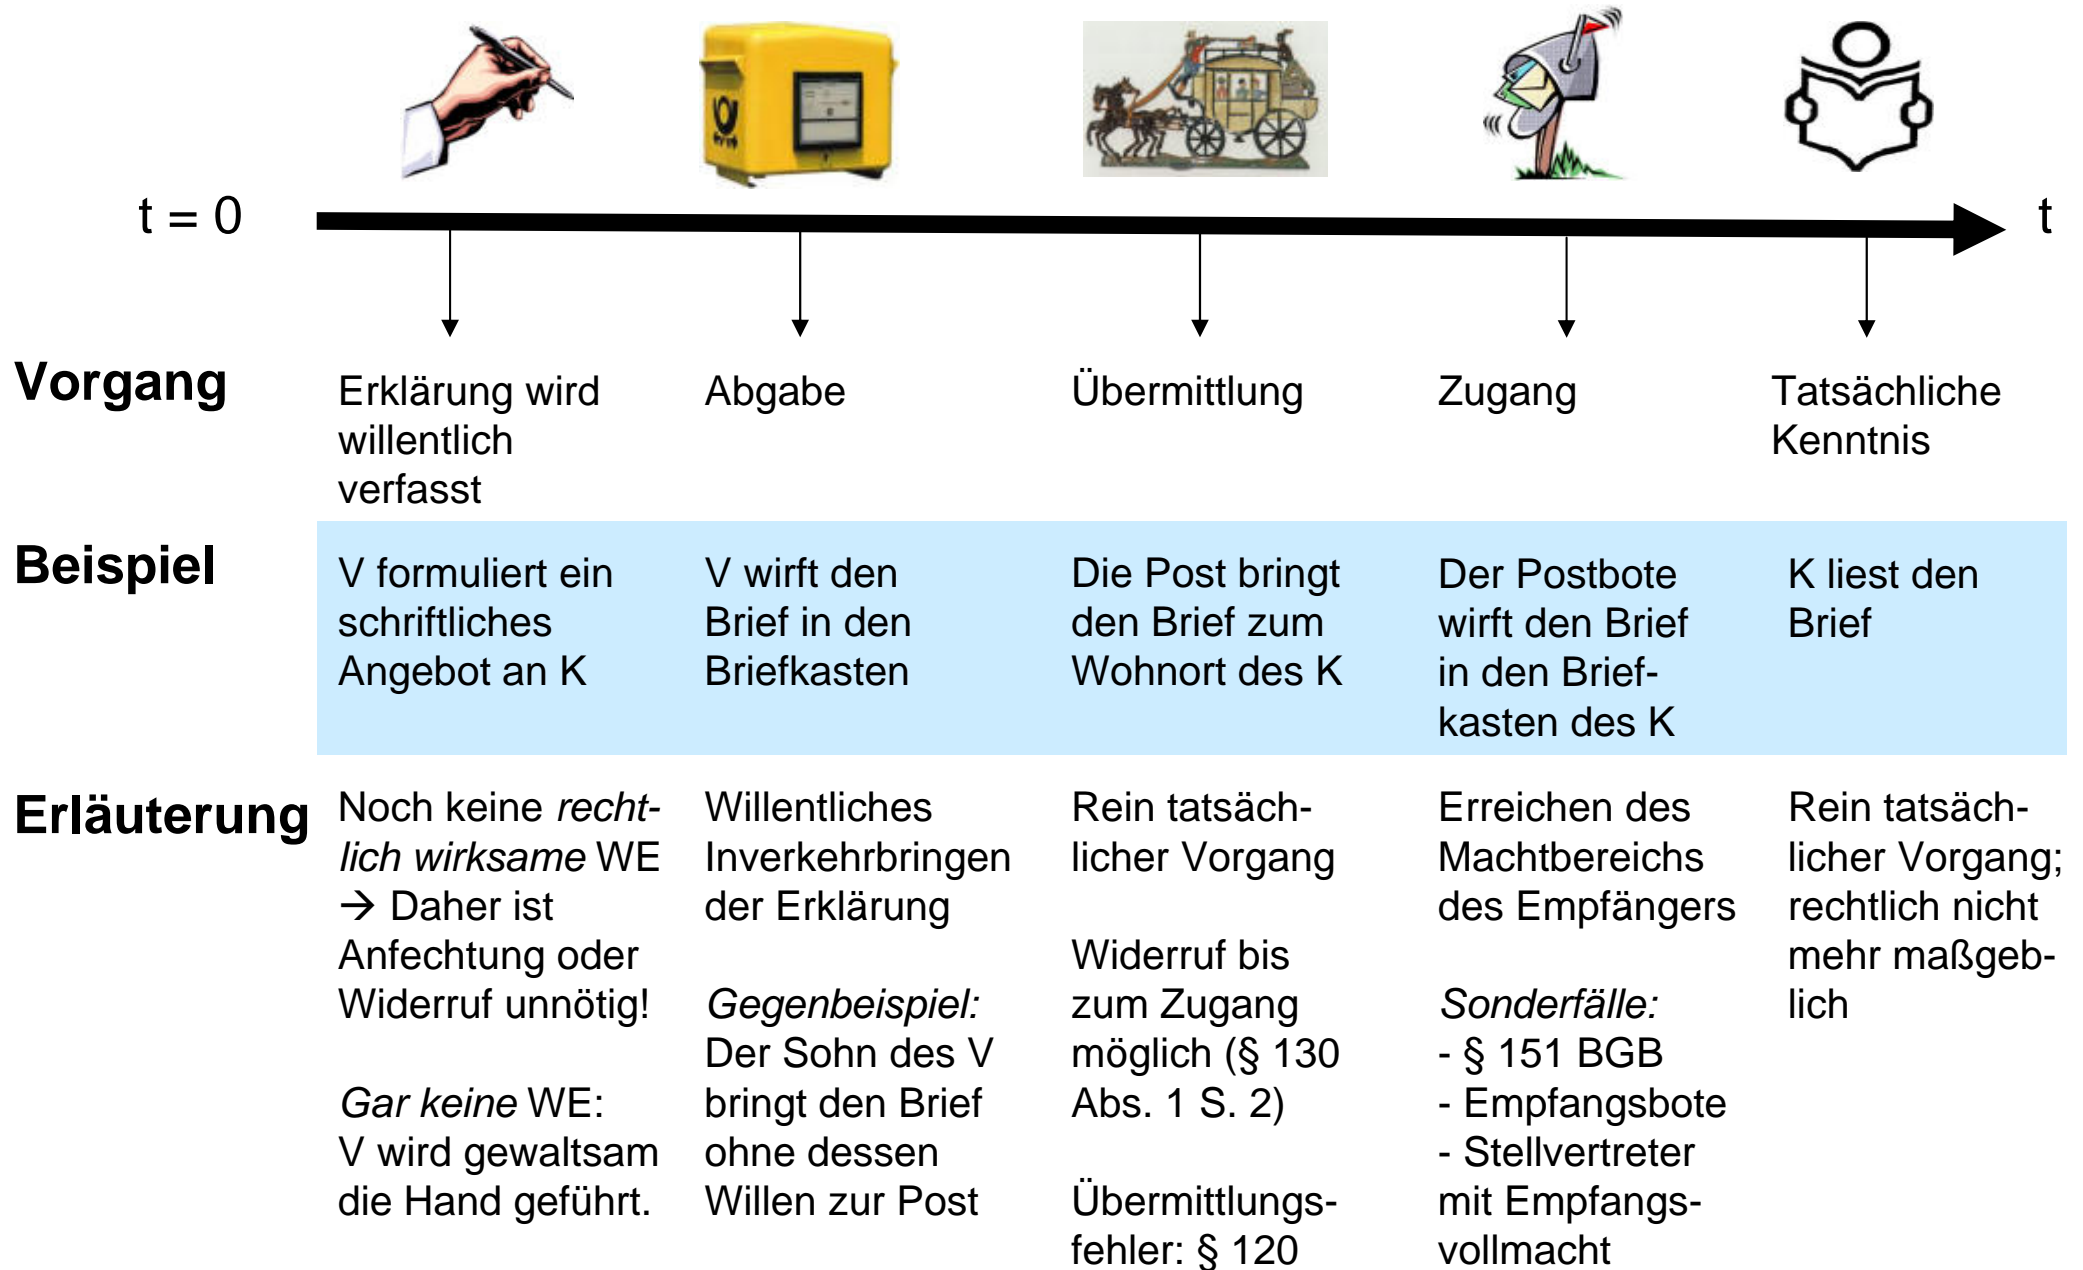 t = 0
t
Vorgang
Erklärung wird
willentlich
verfasst
Abgabe
Übermittlung
Zugang
Tatsächliche
Kenntnis
Beispiel
V formuliert ein
schriftliches
Angebot an K
V wirft den
Brief in den
Briefkasten
Die Post bringt
den Brief zum
Wohnort des K
Der Postbote
wirft den Brief
in den Brief-
kasten des K
K liest den
Brief
Erläuterung
Noch keine recht-
lich wirksame WE
→ Daher ist
Anfechtung oder
Widerruf unnötig!
Gar keine WE:
V wird gewaltsam
die Hand geführt.
Willentliches
Inverkehrbringen
der Erklärung
Gegenbeispiel:
Der Sohn des V
bringt den Brief
ohne dessen
Willen zur Post
Rein tatsäch-
licher Vorgang
Widerruf bis
zum Zugang
möglich (§ 130
Abs. 1 S. 2)
Übermittlungs-
fehler: § 120
Erreichen des
Machtbereichs
des Empfängers
Sonderfälle:
- § 151 BGB
- Empfangsbote
- Stellvertreter
mit Empfangs-
vollmacht
Rein tatsäch-
licher Vorgang;
rechtlich nicht
mehr maßgeb-
lich